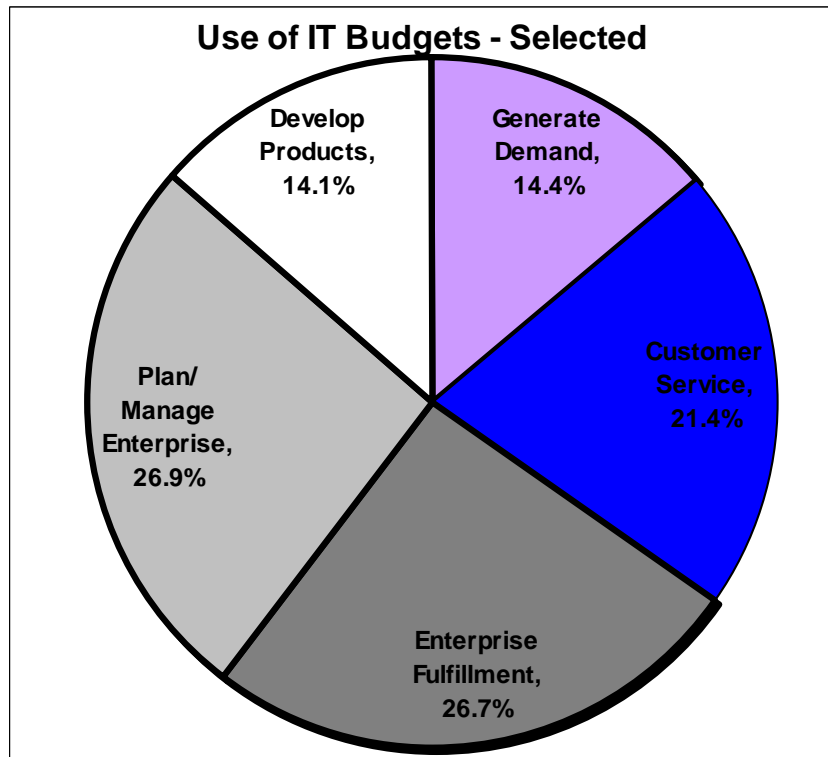 Use of IT Budgets - Selected
Develop
Products,
14.1%
Generate
Demand,
14.4%
Customer
Service,
21.4%
Plan/
Manage
Enterprise,
26.9%
Enterprise
Fulfillment,
26.7%